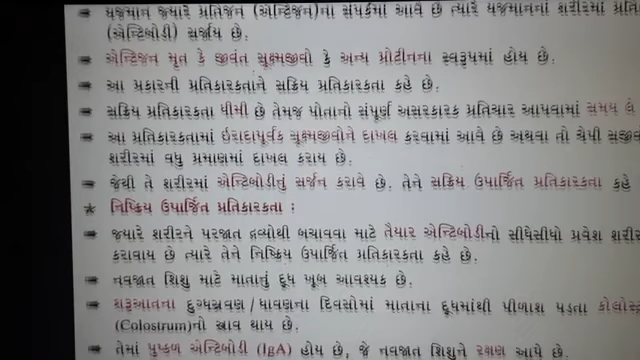 યજમાન જ્યારે પ્રતિજન (એન્ટિજન)ના સંપર્કમાં આવે છે ત્યારે યજમાનનાં શરીરમાં
(એન્ટિબોડી) સર્જાય છે.
એન્ટિજન મૃત કે જીવંત સૂક્ષ્મજીવો કે અન્ય પ્રોટીનના સ્વરૂપમાં હોય છે.
આ પ્રકારની પ્રતિકારકતાને સક્રિય પ્રતિકારકતા કહે છે.
સક્રિય પ્રતિકારકતા ધીમી છે તેમજ પોતાનો સંપૂર્ણ અસરકારક પ્રતિચાર આપવામાં સમય લે
આ પ્રતિકારકતામાં ઇરાદાપૂર્વક સૂક્ષ્મજીવોને દાખલ કરવામાં આવે છે અથવા તો ચેપી
શરીરમાં વધુ પ્રમાણમાં દાખલ કરાય છે.
જેથી તે શરીરમાં એન્ટિબોડીનું સર્જન કરાવે છે. તેને સક્રિય ઉપાર્જિત પ્રતિકારકતા કહે
* નિષ્ક્રિય ઉપાર્જિત પ્રતિકારકતા :
જ્યારે શરીરને પરજાત દ્રવ્યોથી બચાવવા માટે તૈયાર એન્ટિબોડીનો સીધેસીધો પ્રવેશ
કરાવાય છે ત્યારે તેને નિષ્ક્રિય ઉપાર્જિત પ્રતિકારકતા કહે છે.
નવજાત શિશુ માટે માતાનું દૂધ ખૂબ આવશ્યક છે.
શરૂઆતના દુગ્ધસ્રવણ / ધાવણના દિવસોમાં માતાના દૂધમાંથી પીળાશ પડતા
(Colostrum)નો સ્રાવ થાય છે.
તેમાં પુષ્કળ એન્ટિબોડી (IgA) હોય છે, જે નવજાત શિશુને રક્ષણ આપે છે.